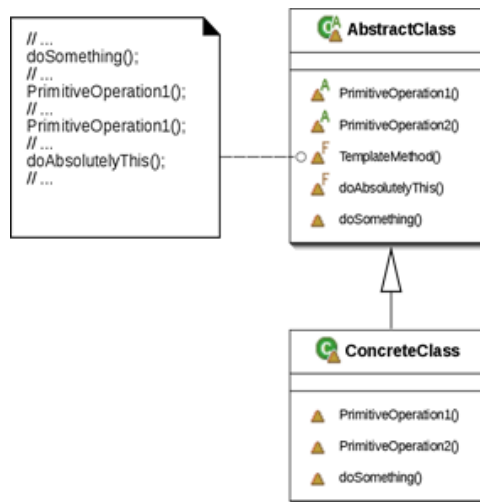 // ...
doSomething();
// ...
PrimitiveOperation1();
// ...
PrimitiveOperation1();
// ...
doAbsolutelyThis();
// ...
C A AbstractClass
A PrimitiveOperation1()
A PrimitiveOperation2()
F TemplateMethod()
F doAbsolutelyThis()
doSomething()
C ConcreteClass
PrimitiveOperation1()
PrimitiveOperation2()
doSomething()